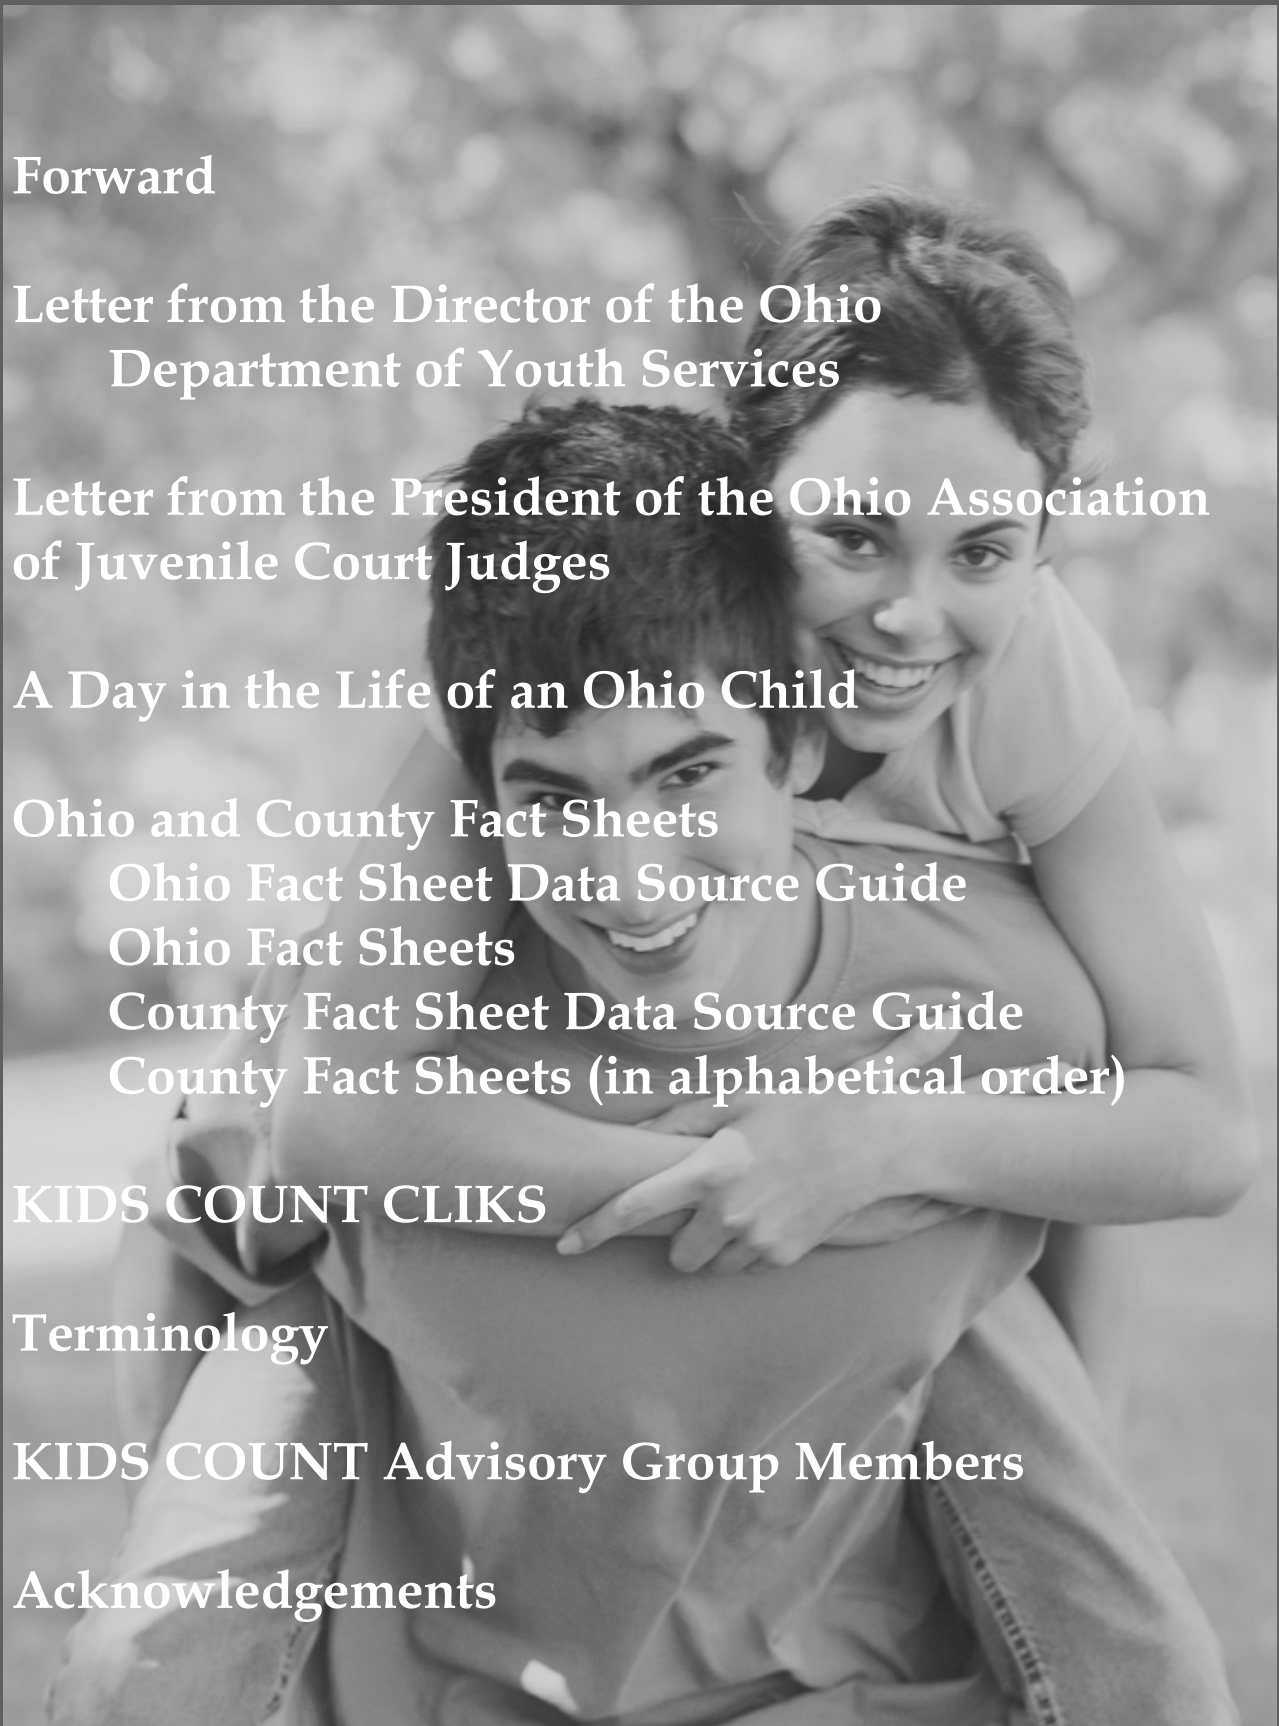 Forward
Letter from the Director of the Ohio
Department of Youth Services
Letter from the President of the Ohio Association
of Juvenile Court Judges
A Day in the Life of an Ohio Child
Ohio and County Fact Sheets
Ohio Fact Sheet Data Source Guide
Ohio Fact Sheets
County Fact Sheet Data Source Guide
County Fact Sheets (in alphabetical order)
KIDS COUNT CLIKS
Terminology
KIDS COUNT Advisory Group Members
Acknowledgements